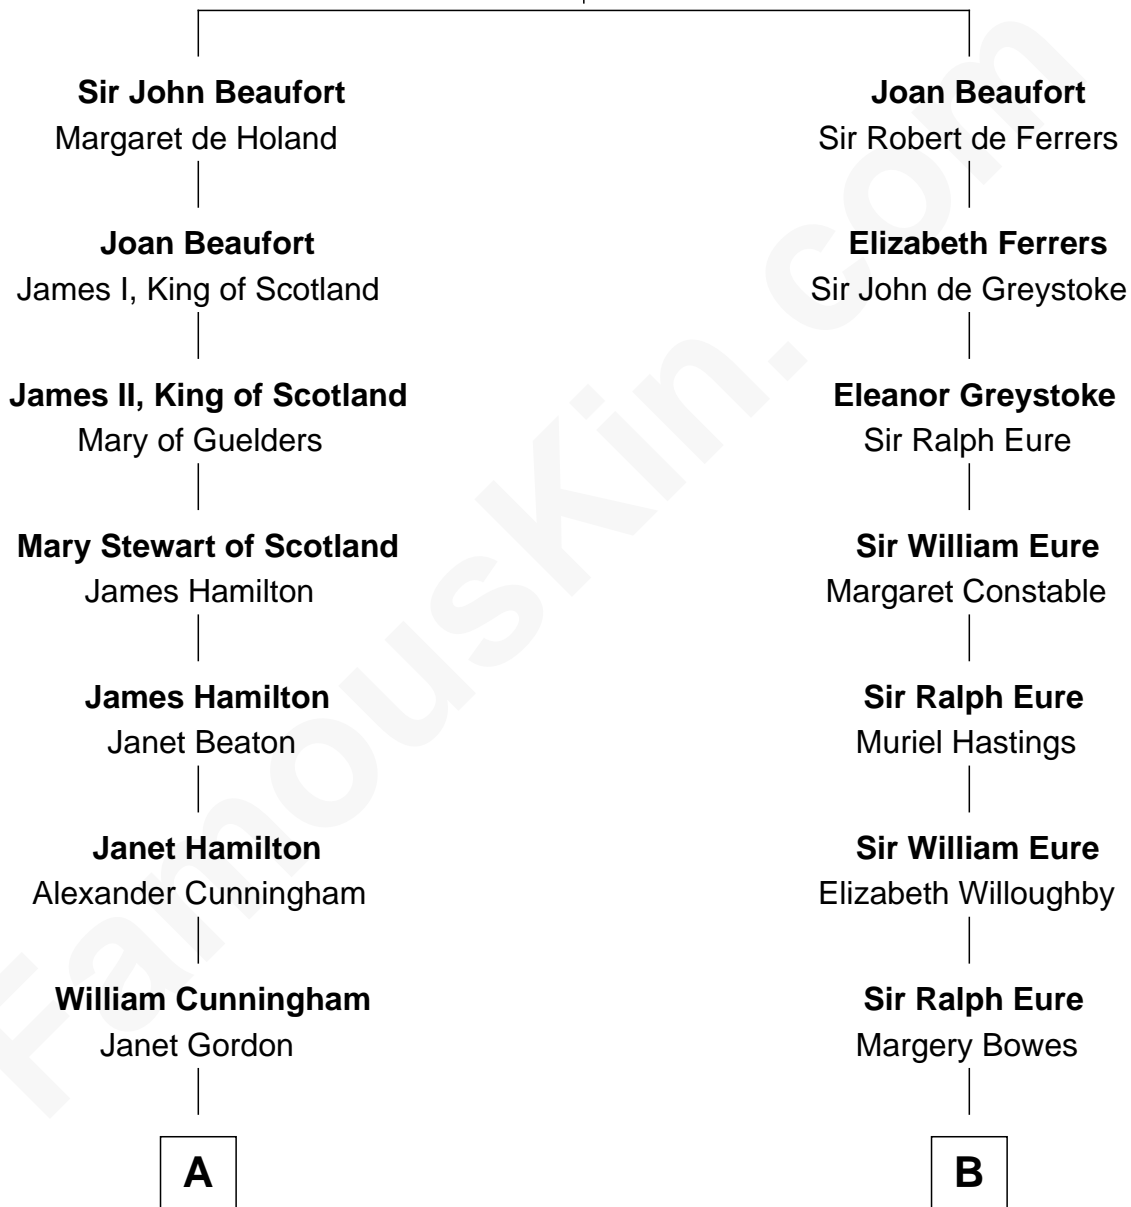 Sir John Beaufort
Margaret de Holand
Joan Beaufort
James I, King of Scotland
James II, King of Scotland
Mary of Guelders
Mary Stewart of Scotland
James Hamilton
James Hamilton
Janet Beaton
Janet Hamilton
Alexander Cunningham
William Cunningham
Janet Gordon
A
Joan Beaufort
Sir Robert de Ferrers
Elizabeth Ferrers
Sir John de Greystoke
Eleanor Greystoke
Sir Ralph Eure
Sir William Eure
Margaret Constable
Sir Ralph Eure
Muriel Hastings
Sir William Eure
Elizabeth Willoughby
Sir Ralph Eure
Margery Bowes
B
FamousKin.com